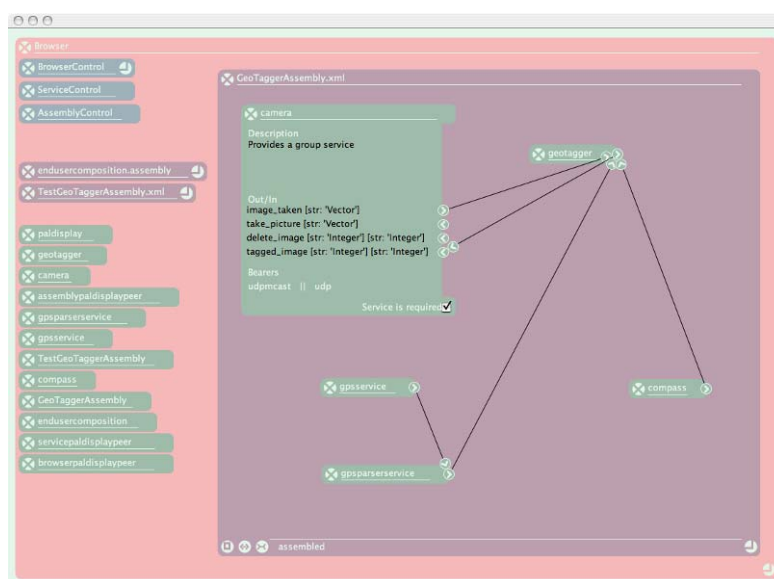 Browser
BrowserControl
ServiceControl
AssemblyControl
endusercomposition.assembly
TestGeoTaggerAssembly.xml
paldisplay
geotagger
camera
assemblypaldisplaypeer
gpsparserservice
gpsservice
TestGeoTaggerAssembly
compass
GeoTaggerAssembly
endusercomposition
servicepaldisplaypeer
browserpaldisplaypeer
GeoTaggerAssembly.xml
camera
Description
Provides a group service
Out/In
image_taken [str: 'Vector']
take_picture [str: 'Vector']
delete_image [str: 'Integer'] [str: 'Integer']
tagged_image [str: 'Integer'] [str: 'Integer']
Bearers
udpmcast || udp
Service is required
geotagger
gpsservice
compass
gpsparserservice
assembled